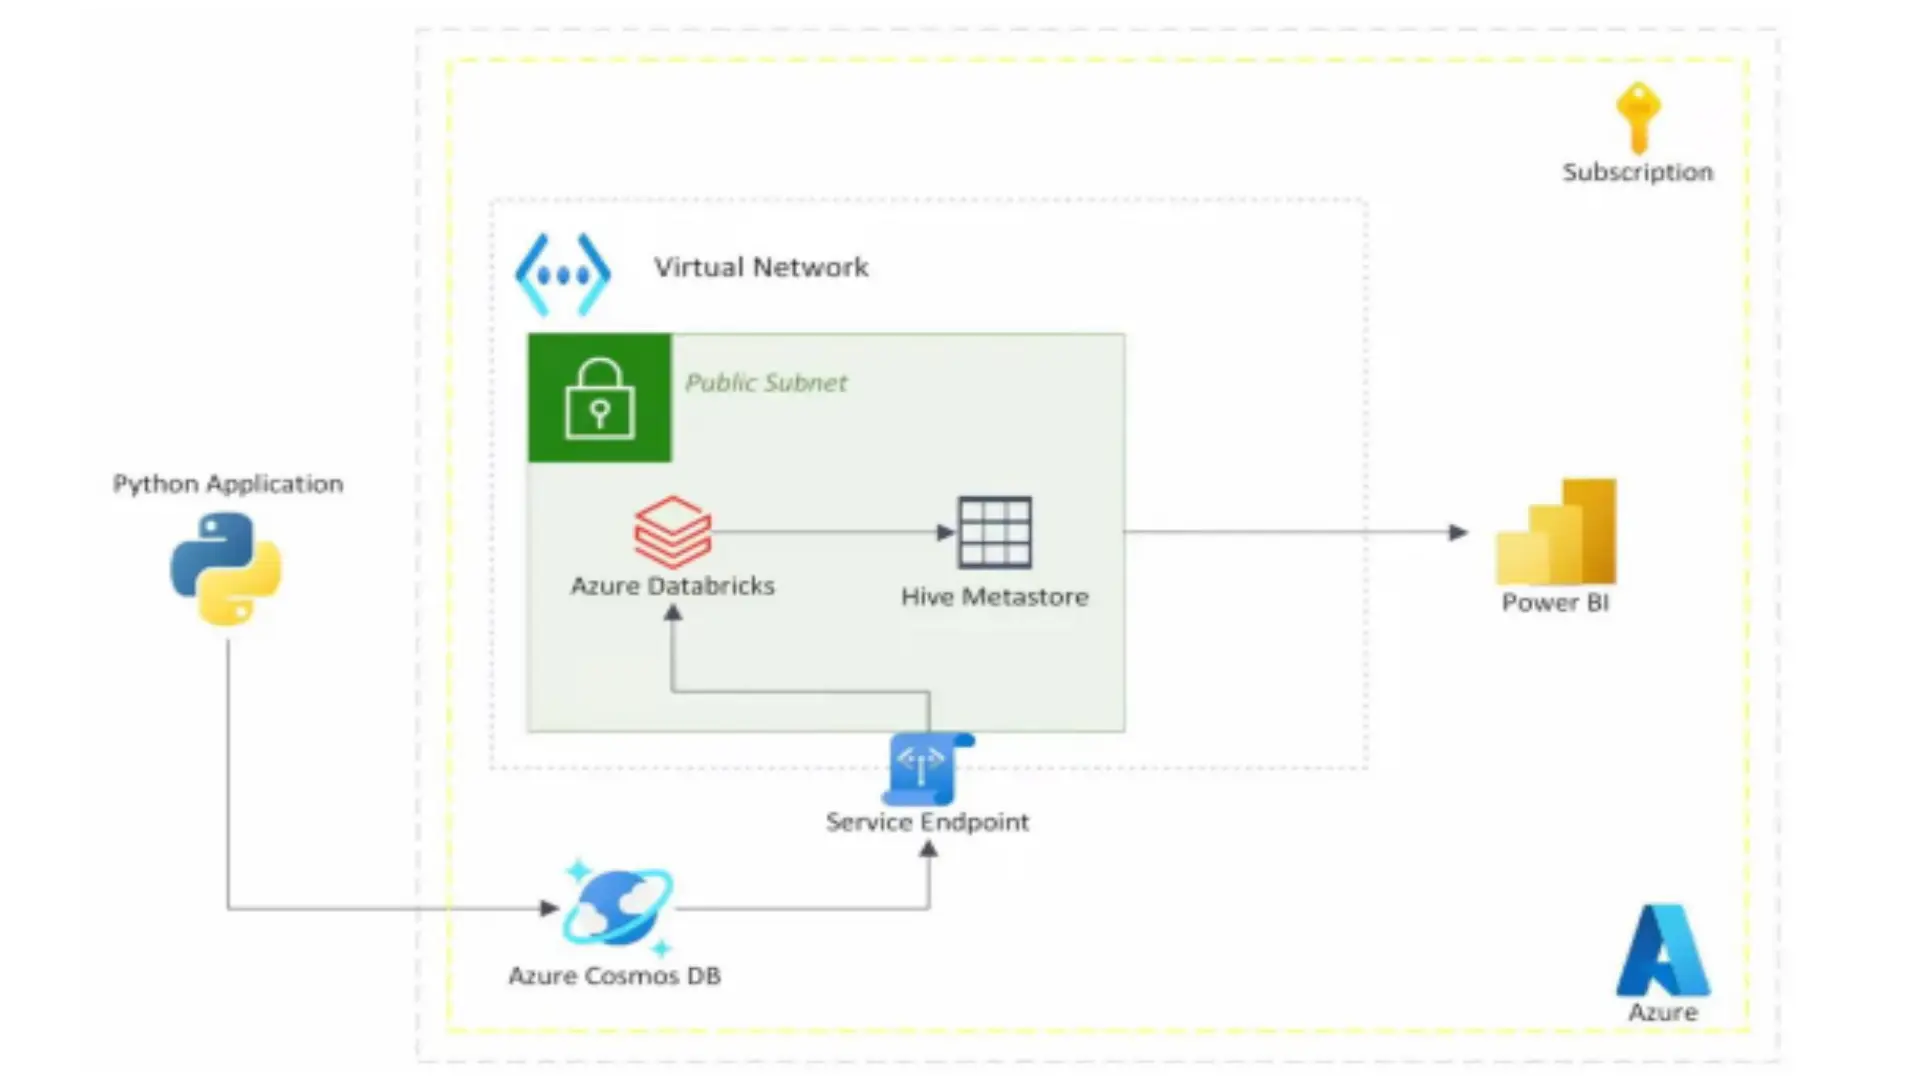 Subscription
Virtual Network
Public Subnet
Python Application
Azure Databricks
Hive Metastore
Power BI
Service Endpoint
Azure Cosmos DB
Azure